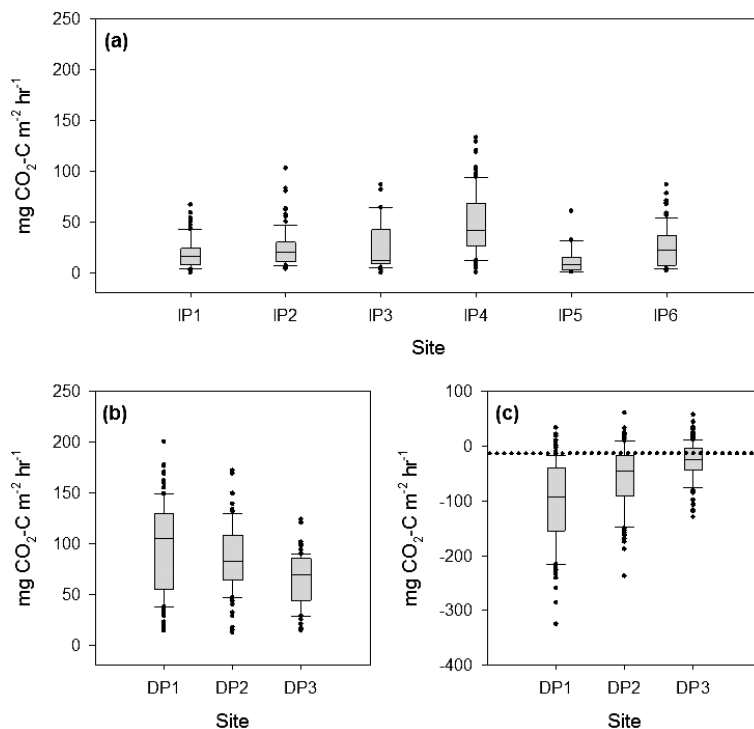 (a)
250
200
150
100
50
0
mg CO₂-C m⁻² hr⁻¹
IP1 IP2 IP3 IP4 IP5 IP6
Site
(b)
250
200
150
100
50
0
mg CO₂-C m⁻² hr⁻¹
DP1 DP2 DP3
Site
(c)
100
0
-100
-200
-300
-400
mg CO₂-C m⁻² hr⁻¹
DP1 DP2 DP3
Site